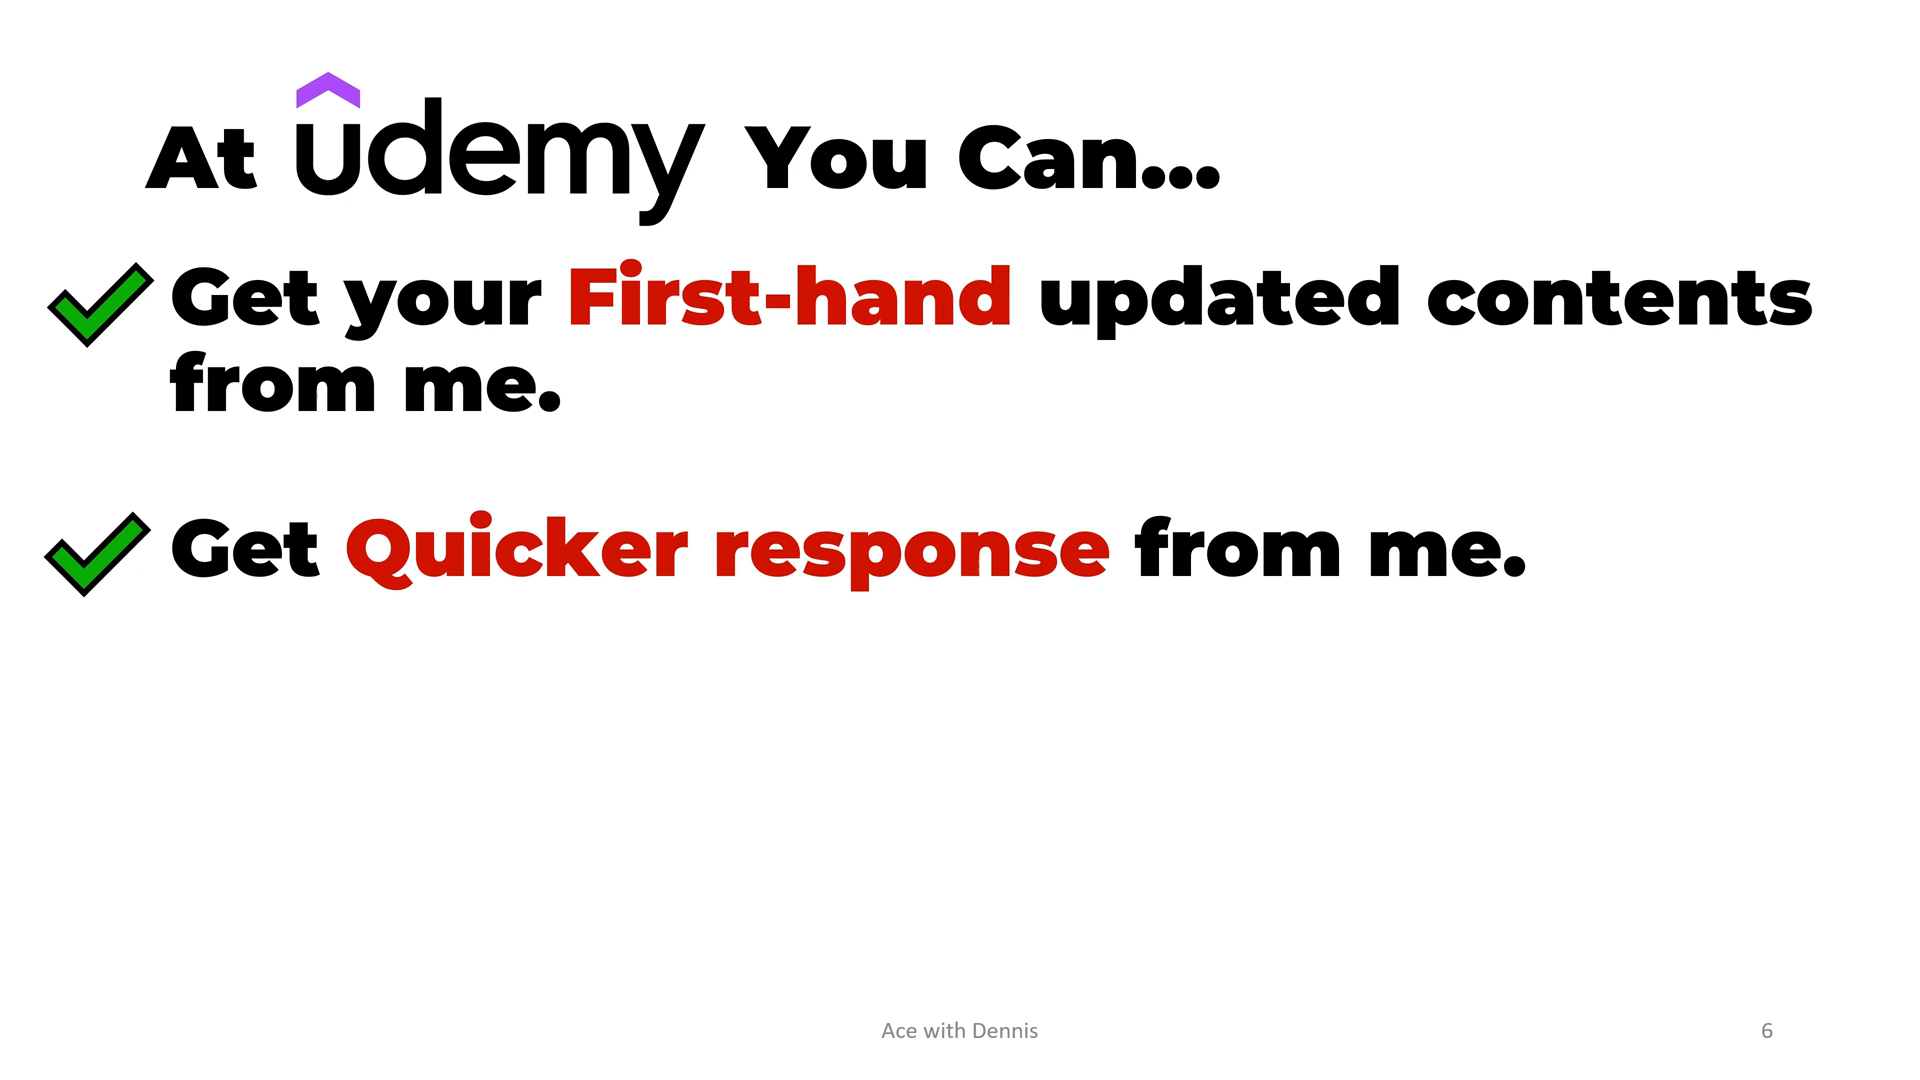 At udemy You Can...
Get your First-hand updated contents
from me.
Get Quicker response from me.
Ace with Dennis
6